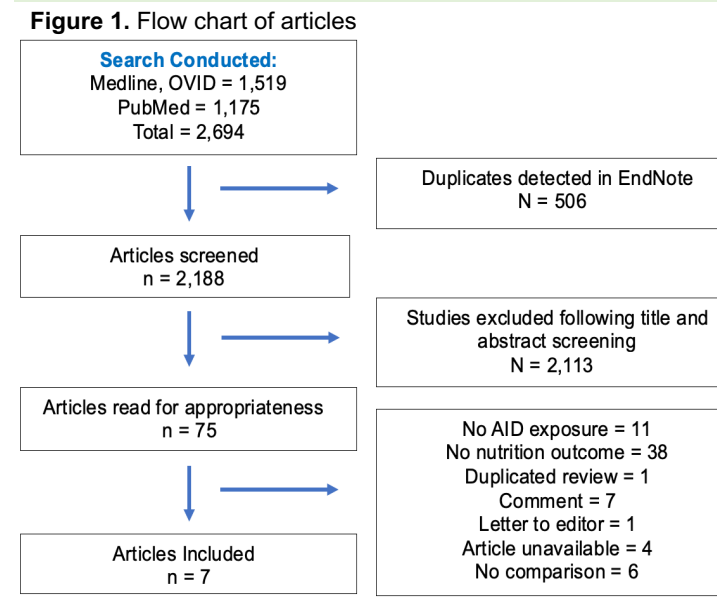 Figure 1. Flow chart of articles
Search Conducted:
Medline, OVID = 1,519
PubMed = 1,175
Total = 2,694
Duplicates detected in EndNote
N = 506
Articles screened
n = 2,188
Studies excluded following title and
abstract screening
N = 2,113
Articles read for appropriateness
n = 75
No AID exposure = 11
No nutrition outcome = 38
Duplicated review = 1
Comment = 7
Letter to editor = 1
Article unavailable = 4
No comparison = 6
Articles Included
n = 7